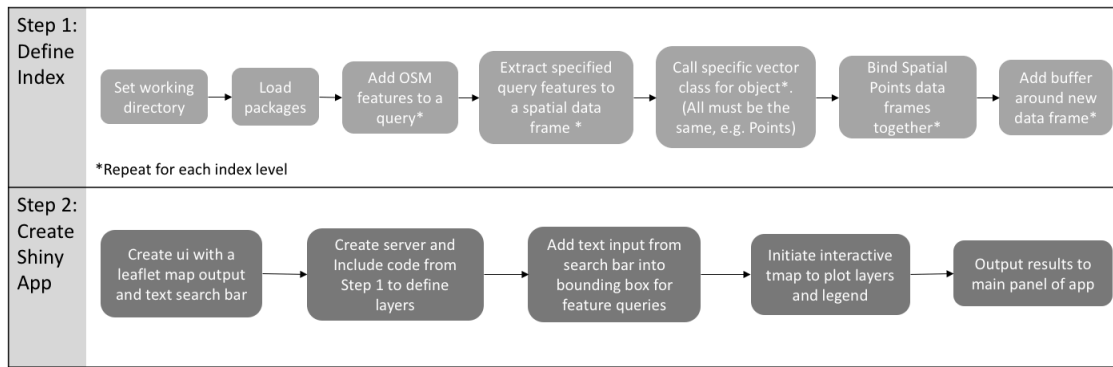 Step 1:
Define
Index
Set working
directory
Load
packages
Add OSM
features to a
query*
Extract specified
query features to
a spatial data
frame *
Call specific vector
class for object*.
(All must be the
same, e.g. Points)
Bind Spatial
Points data
frames
together*
Add buffer
around new
data frame*
*Repeat for each index level
Step 2:
Create
Shiny
App
Create ui with a
leaflet map output
and text search bar
Create server and
Include code from
Step 1 to define
layers
Add text input from
search bar into
bounding box for
feature queries
Initiate interactive
tmap to plot layers
and legend
Output results to
main panel of app